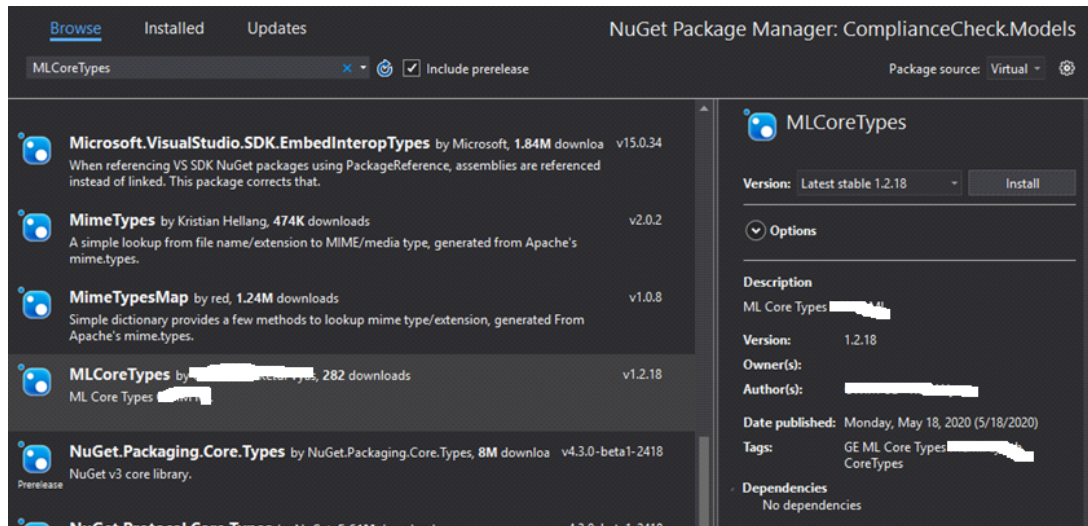 Browse Installed Updates
NuGet Package Manager: ComplianceCheck.Models
MLCoreTypes
Include prerelease
Package source: Virtual
Microsoft.VisualStudio.SDK.EmbedInteropTypes by Microsoft, 1.84M downloa v15.0.34
When referencing VS SDK NuGet packages using PackageReference, assemblies are referenced
instead of linked. This package corrects that.
MimeTypes by Kristian Hellang, 474K downloads v2.0.2
A simple lookup from file name/extension to MIME/media type, generated from Apache's
mime.types.
MimeTypesMap by red, 1.24M downloads v1.0.8
Simple dictionary provides a few methods to lookup mime type/extension, generated From
Apache's mime.types.
MLCoreTypes by 282 downloads v1.2.18
ML Core Types
NuGet.Packaging.Core.Types by NuGet.Packaging.Core.Types, 8M downloa v4.3.0-beta1-2418
NuGet v3 core library.
Prerelease
MLCoreTypes
Version: Latest stable 1.2.18 Install
Options
Description
ML Core Types
Version: 1.2.18
Owner(s):
Author(s):
Date published: Monday, May 18, 2020 (5/18/2020)
Tags: GE ML Core Types
CoreTypes
Dependencies
No dependencies